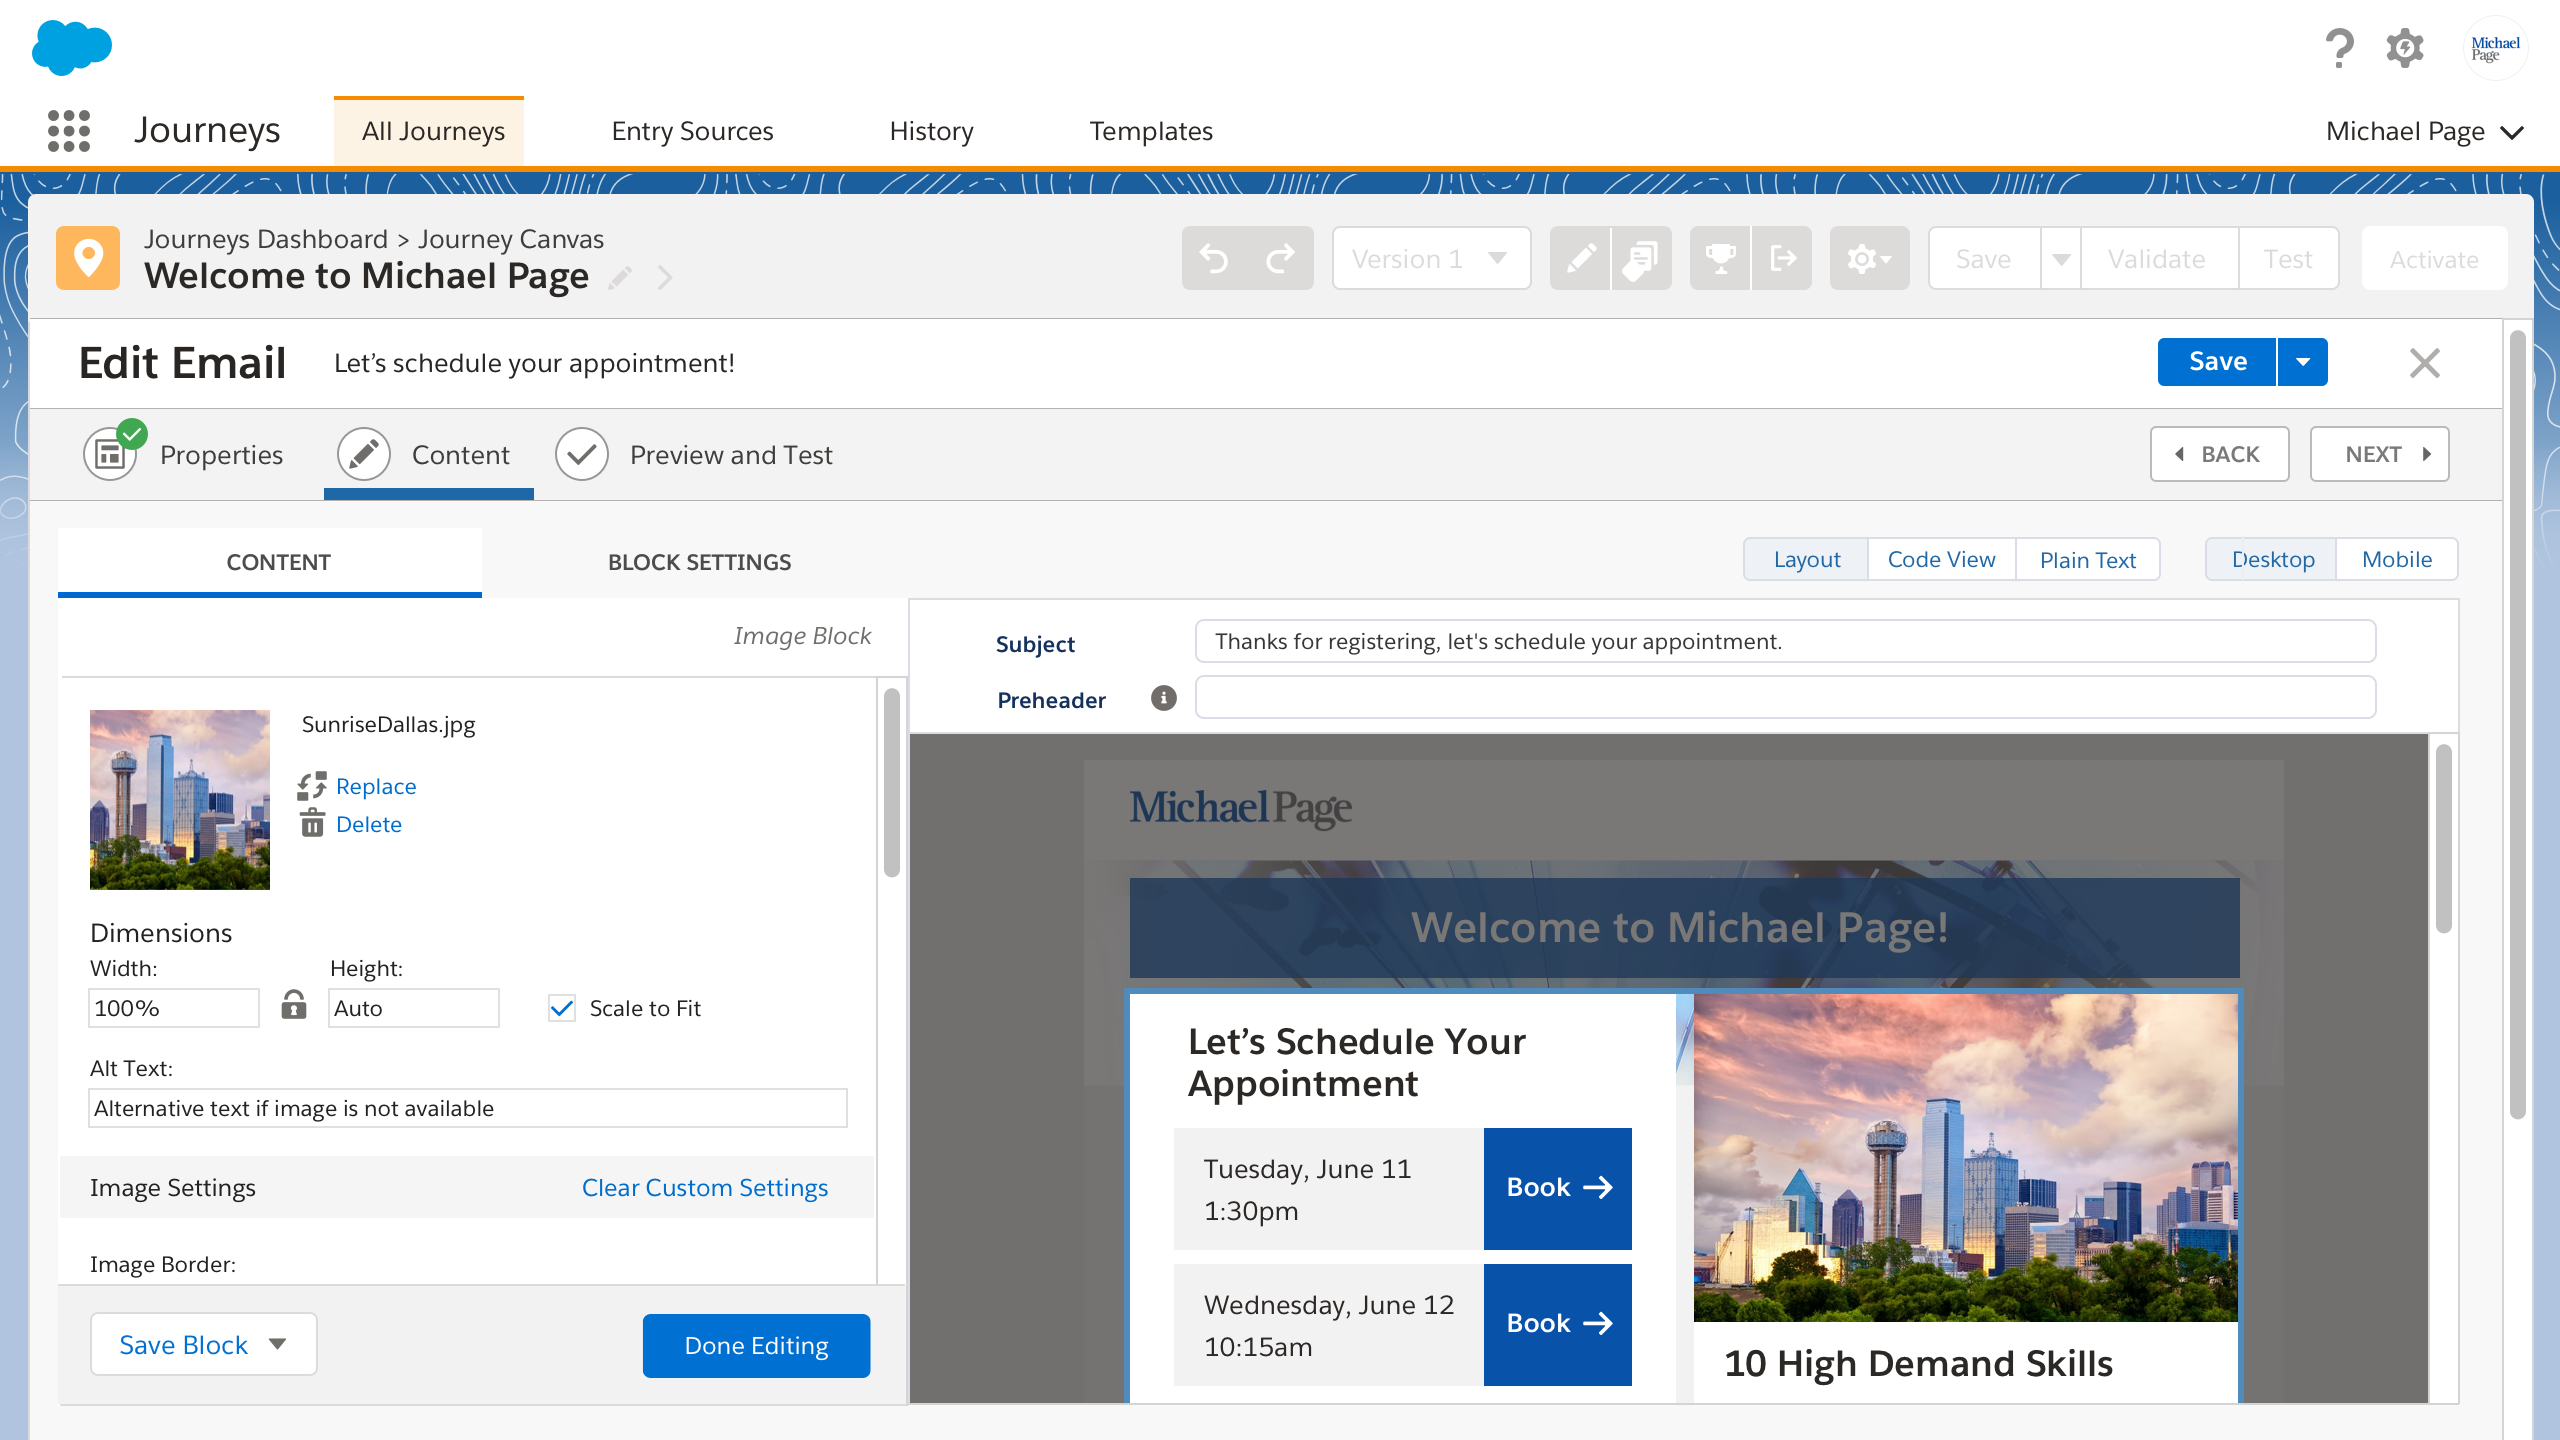 Michael
Page
Journeys
All Journeys
Entry Sources
History
Templates
Michael Page
Journeys Dashboard > Journey Canvas
Welcome to Michael Page
Version 1
Save
Validate
Test
Activate
Edit Email
Let’s schedule your appointment!
Save
Properties
Content
Preview and Test
BACK
NEXT
CONTENT
BLOCK SETTINGS
Layout
Code View
Plain Text
Desktop
Mobile
Image Block
Subject
Thanks for registering, let's schedule your appointment.
Preheader
SunriseDallas.jpg
Replace
Delete
Dimensions
Width:
Height:
100%
Auto
Scale to Fit
Alt Text:
Alternative text if image is not available
Image Settings
Clear Custom Settings
Image Border:
Save Block
Done Editing
Michael Page
Welcome to Michael Page!
Let’s Schedule Your
Appointment
Tuesday, June 11
1:30pm
Book
Wednesday, June 12
10:15am
Book
10 High Demand Skills